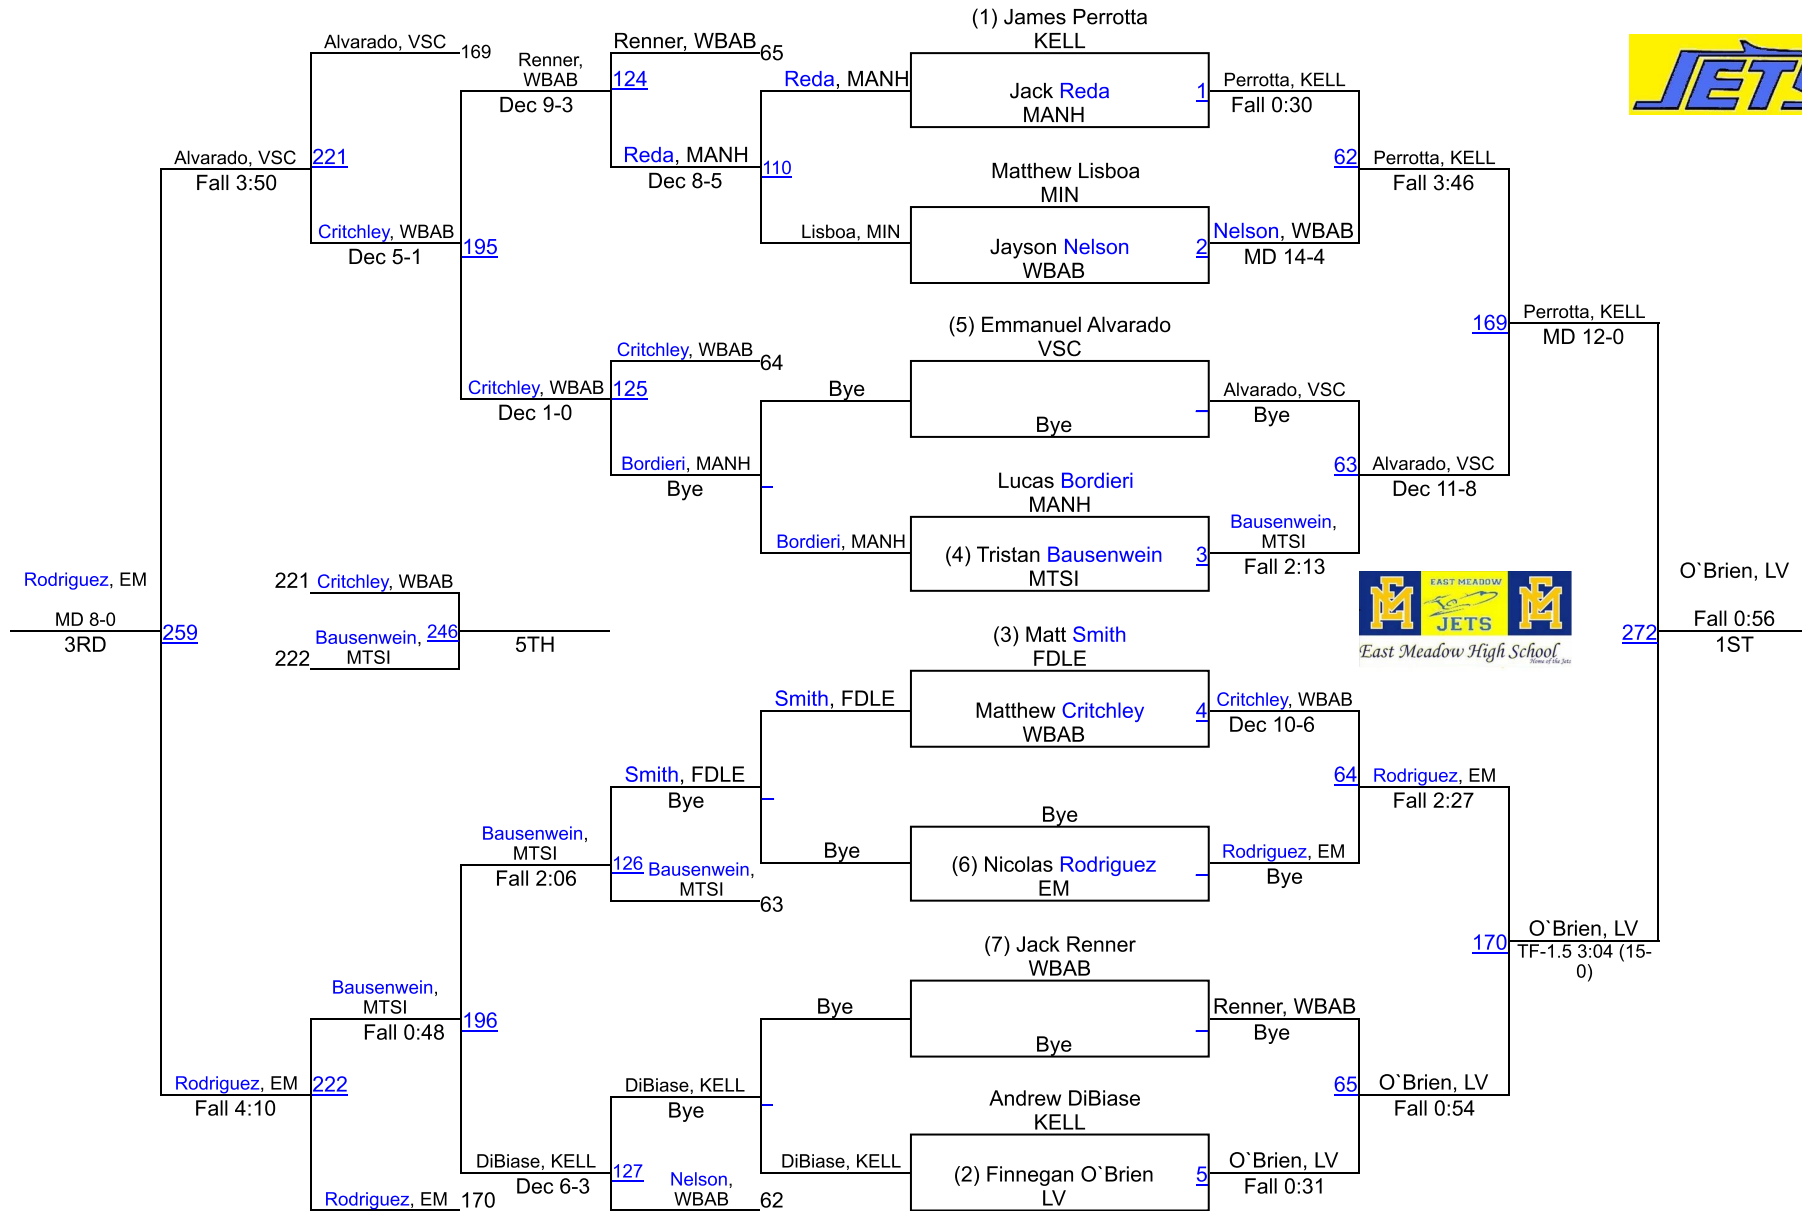 (1) James Perrotta
KELL
Jack Reda
MANH
1
Matthew Lisboa
MIN
Jayson Nelson
WBAB
2
(5) Emmanuel Alvarado
VSC
Bye
Lucas Bordieri
MANH
(4) Tristan Bausenwein
MTSI
3
(3) Matt Smith
FDLE
Matthew Critchley
WBAB
4
Bye
(6) Nicolas Rodriguez
EM
(7) Jack Renner
WBAB
Bye
Andrew DiBiase
KELL
(2) Finnegan O`Brien
LV
5
Perrotta, KELL
Fall 0:30
62
Nelson, WBAB
MD 14-4
Alvarado, VSC
Bye
63
Bausenwein,
MTSI
Fall 2:13
Critchley, WBAB
Dec 10-6
64
Rodriguez, EM
Bye
Renner, WBAB
Bye
65
O`Brien, LV
Fall 0:31
Perrotta, KELL
Fall 3:46
169
Alvarado, VSC
Dec 11-8
Rodriguez, EM
Fall 2:27
170
O`Brien, LV
Fall 0:54
Perrotta, KELL
MD 12-0
272
O`Brien, LV
TF-1.5 3:04 (15-
0)
O`Brien, LV
Fall 0:56
1ST
JETS
EM
EAST MEADOW
JETS
EM
East Meadow High School
Home of the Jets
Reda, MANH
110
Lisboa, MIN
Bye
Bordieri, MANH
Smith, FDLE
Bye
Bye
DiBiase, KELL
Renner, WBAB
65
124
Reda, MANH
Dec 8-5
Critchley, WBAB
64
125
Bordieri, MANH
Bye
Smith, FDLE
Bye
126
Bausenwein,
MTSI
63
DiBiase, KELL
Bye
127
Nelson,
WBAB
62
Renner,
WBAB
Dec 9-3
195
Critchley, WBAB
Dec 1-0
Bausenwein,
MTSI
Fall 2:06
196
DiBiase, KELL
Dec 6-3
Alvarado, VSC
169
221
Critchley, WBAB
Dec 5-1
Bausenwein,
MTSI
Fall 0:48
222
Rodriguez, EM
170
Alvarado, VSC
Fall 3:50
259
Rodriguez, EM
Fall 4:10
Rodriguez, EM
MD 8-0
3RD
221
Critchley, WBAB
246
222
Bausenwein,
MTSI
5TH